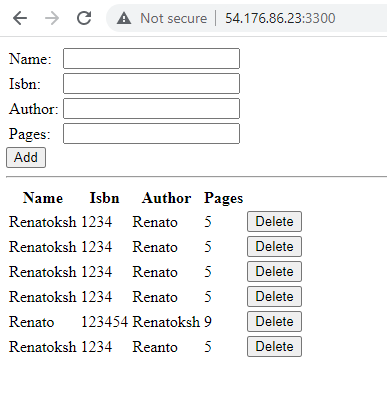 Not secure | 54.176.86.23:3300
Name:
Isbn:
Author:
Pages:
Add
Name Isbn Author Pages
Renatoksh 1234 Renato 5 Delete
Renatoksh 1234 Renato 5 Delete
Renatoksh 1234 Renato 5 Delete
Renatoksh 1234 Renato 5 Delete
Renato 123454 Renatoksh 9 Delete
Renatoksh 1234 Reanto 5 Delete